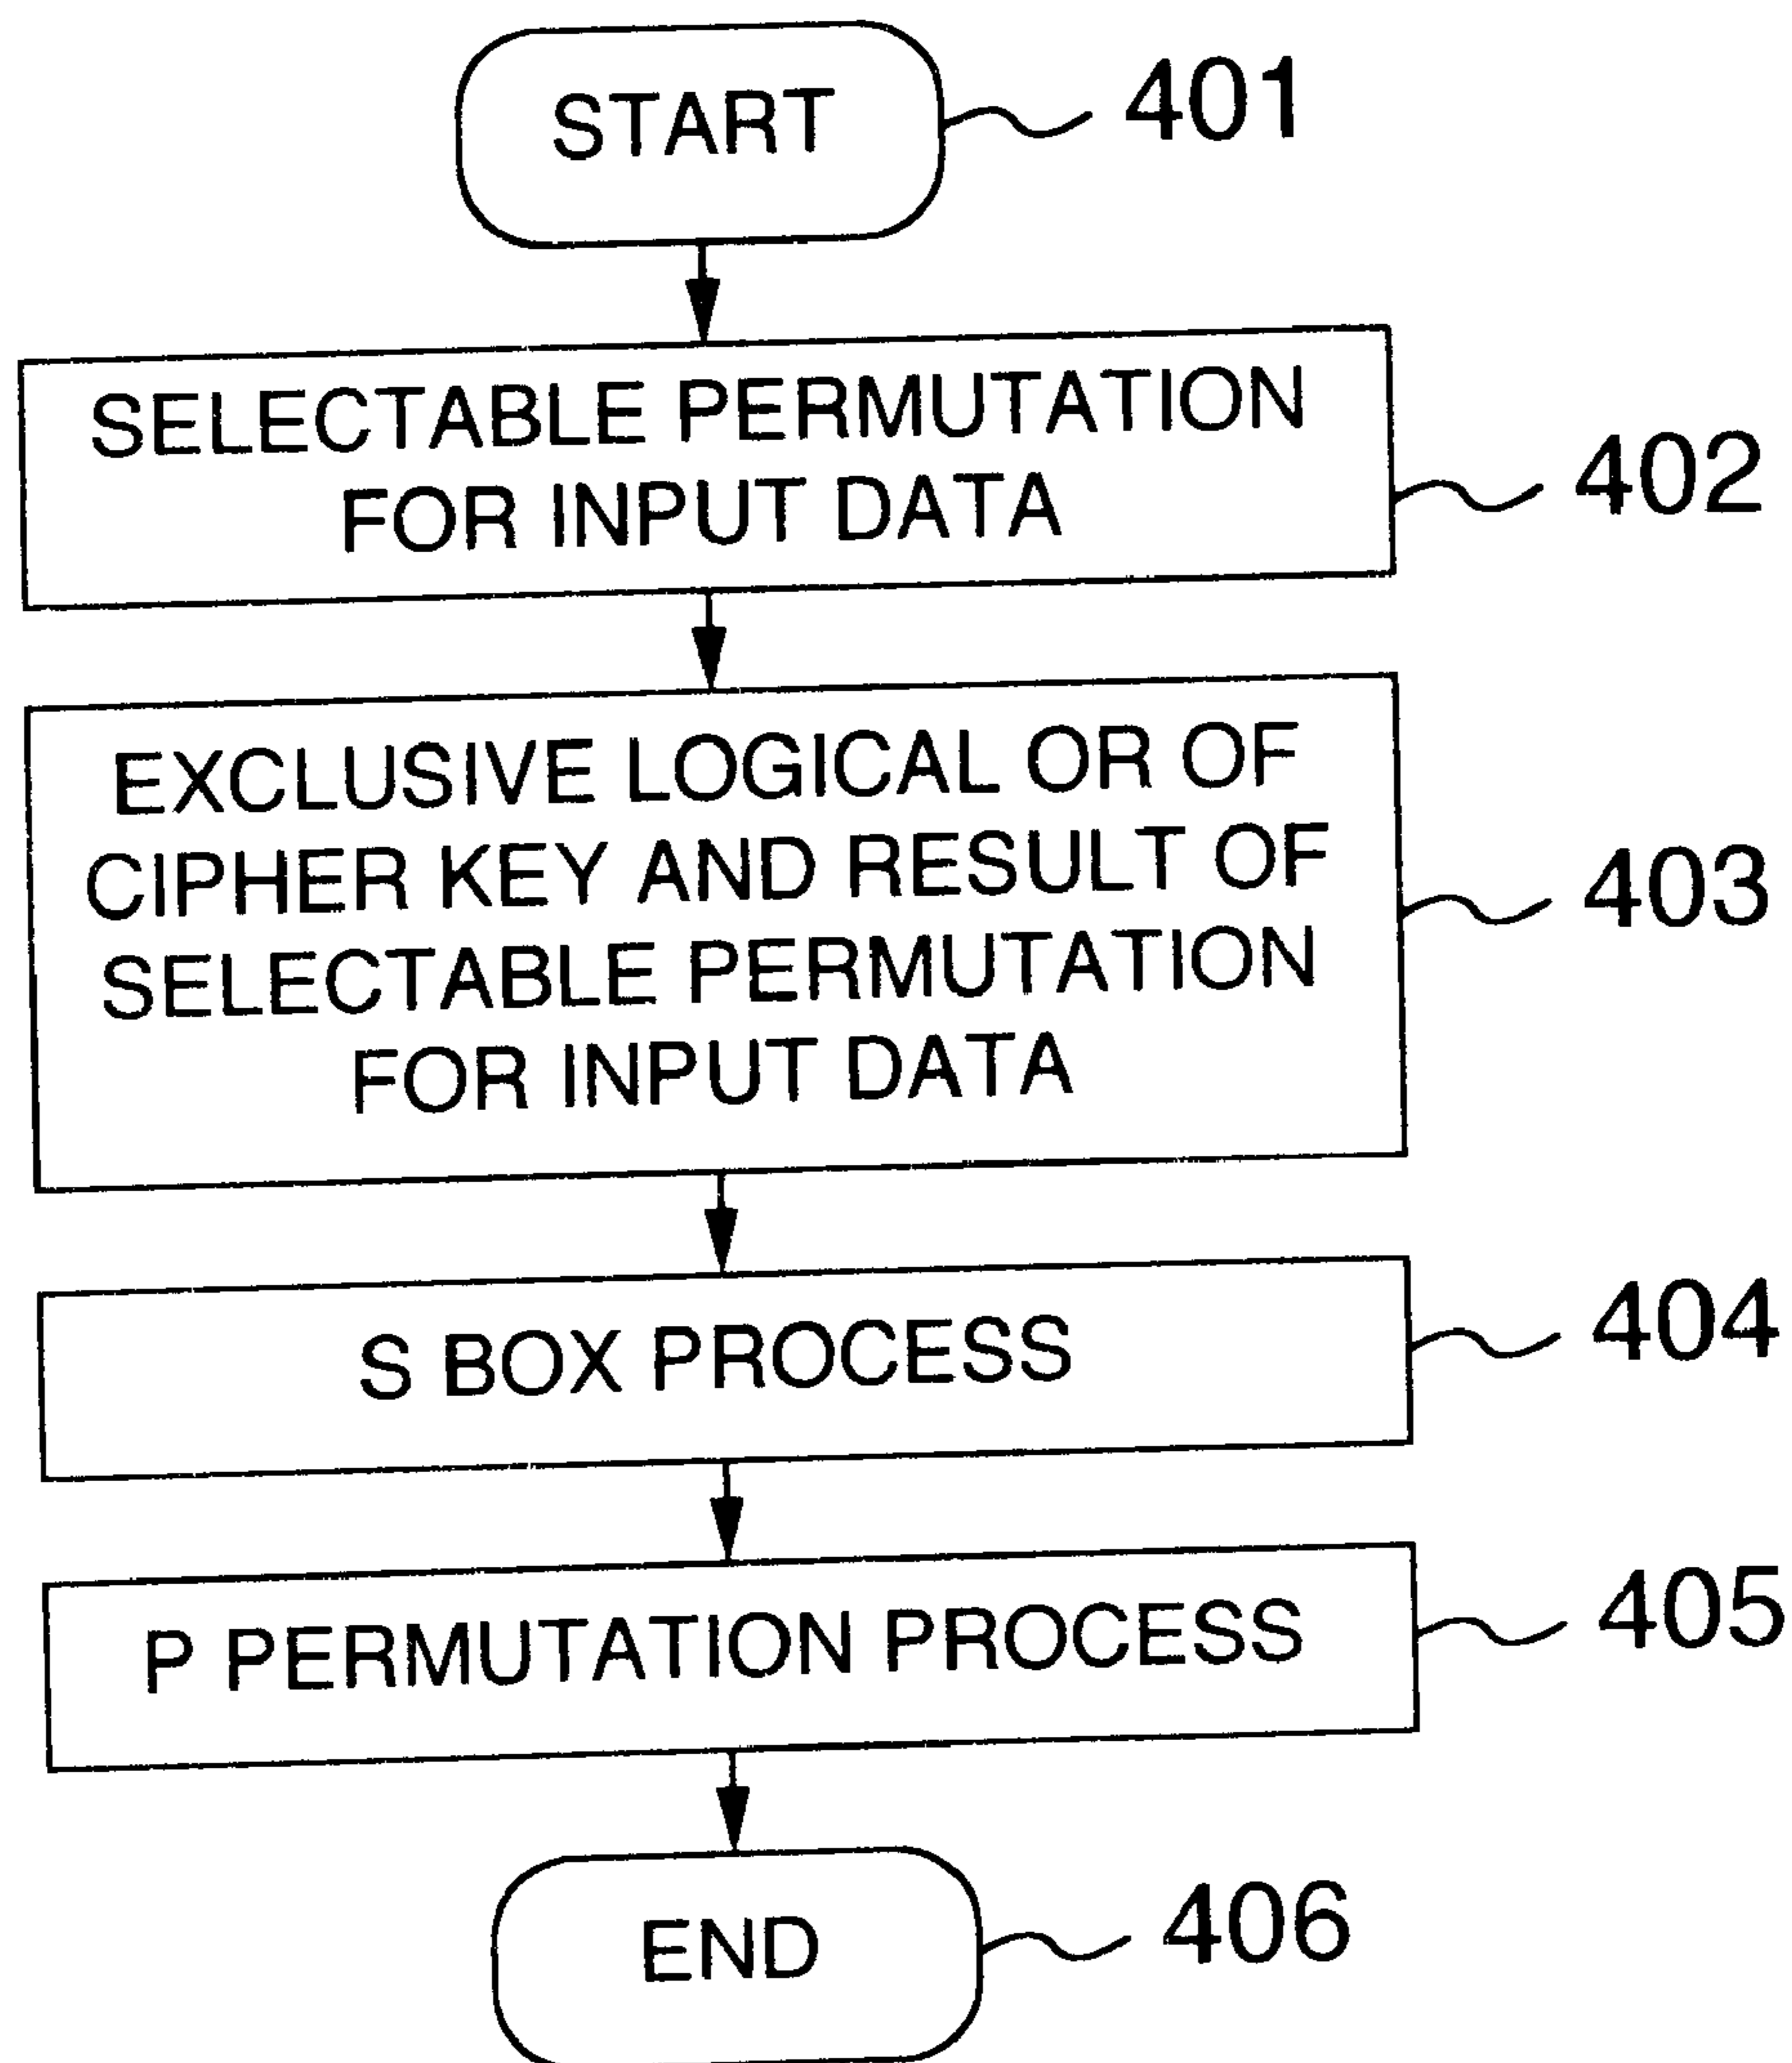 START
401
SELECTABLE PERMUTATION
FOR INPUT DATA
402
EXCLUSIVE LOGICAL OR OF
CIPHER KEY AND RESULT OF
SELECTABLE PERMUTATION
FOR INPUT DATA
403
S BOX PROCESS
404
P PERMUTATION PROCESS
405
END
406